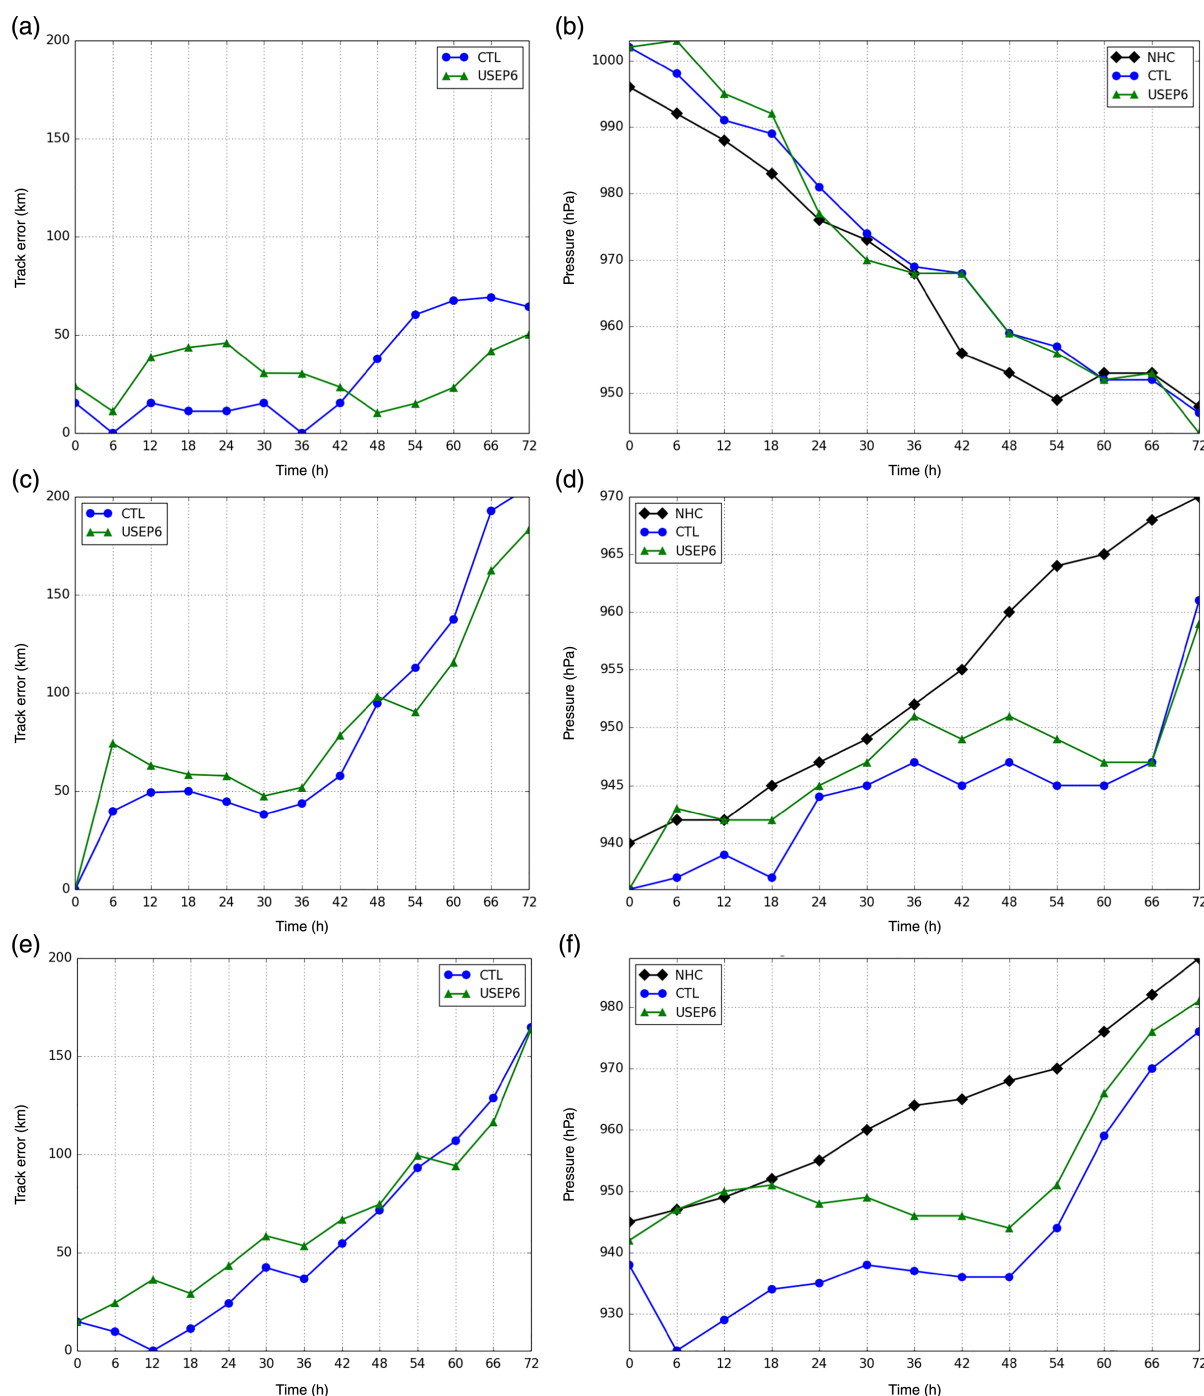 (a)
200
150
100
50
0
Track error (km)
CTL
USEP6
0 6 12 18 24 30 36 42 48 54 60 66 72
Time (h)
(b)
1000
990
980
970
960
950
Pressure (hPa)
NHC
CTL
USEP6
0 6 12 18 24 30 36 42 48 54 60 66 72
Time (h)
(c)
200
150
100
50
0
Track error (km)
CTL
USEP6
0 6 12 18 24 30 36 42 48 54 60 66 72
Time (h)
(d)
970
965
960
955
950
945
940
Pressure (hPa)
NHC
CTL
USEP6
0 6 12 18 24 30 36 42 48 54 60 66 72
Time (h)
(e)
200
150
100
50
0
Track error (km)
CTL
USEP6
0 6 12 18 24 30 36 42 48 54 60 66 72
Time (h)
(f)
980
970
960
950
940
930
Pressure (hPa)
NHC
CTL
USEP6
0 6 12 18 24 30 36 42 48 54 60 66 72
Time (h)